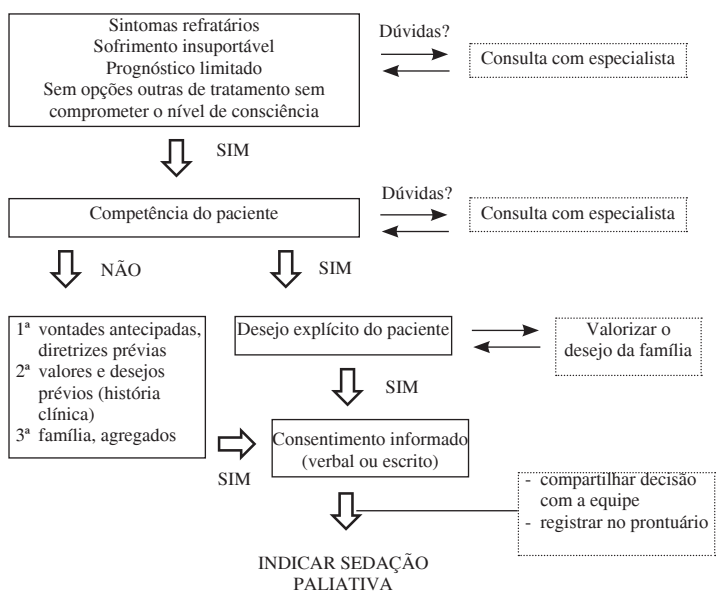 Sintomas refratários
Sofrimento insuportável
Prognóstico limitado
Sem opções outras de tratamento sem
comprometer o nível de consciência
Dúvidas?
Consulta com especialista
SIM
Competência do paciente
Dúvidas?
Consulta com especialista
NÃO
SIM
1ª vontades antecipadas,
diretrizes prévias
2ª valores e desejos
prévios (história
clínica)
3ª família, agregados
Desejo explícito do paciente
Valorizar o
desejo da família
SIM
SIM
Consentimento informado
(verbal ou escrito)
- compartilhar decisão
com a equipe
- registrar no prontuário
INDICAR SEDAÇÃO
PALIATIVA